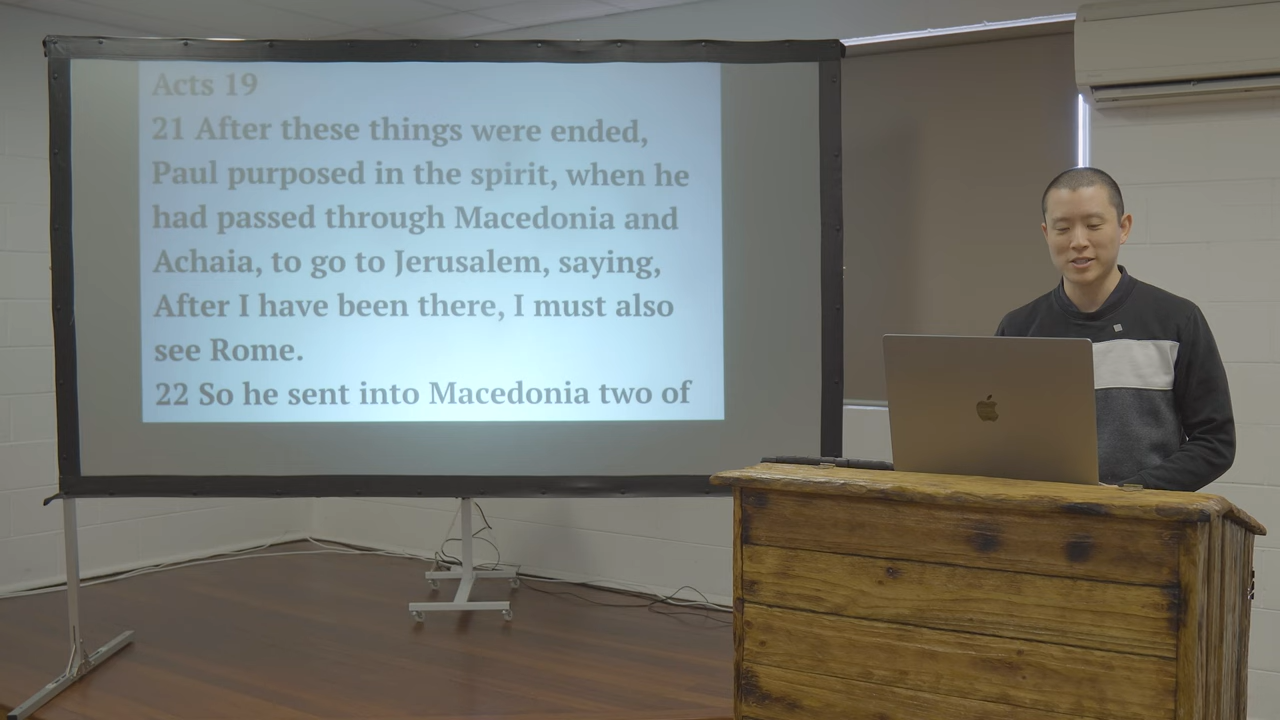 Acts 19
21 After these things were ended,
Paul purposed in the spirit, when he
had passed through Macedonia and
Achaia, to go to Jerusalem, saying,
After I have been there, I must also
see Rome.
22 So he sent into Macedonia two of